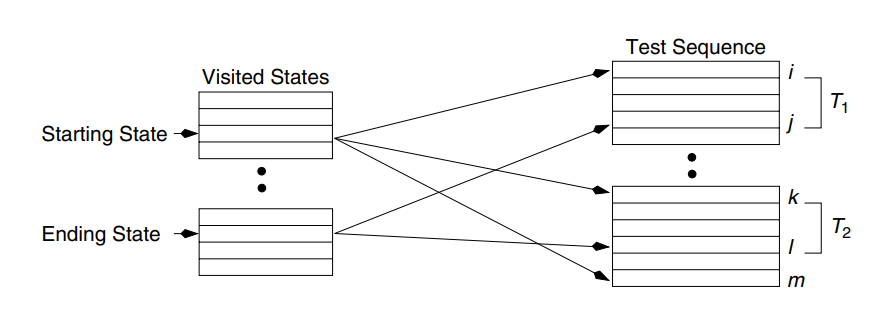 Test Sequence
Visited States
i
T1
Starting State
j
k
T2
Ending State
l
m